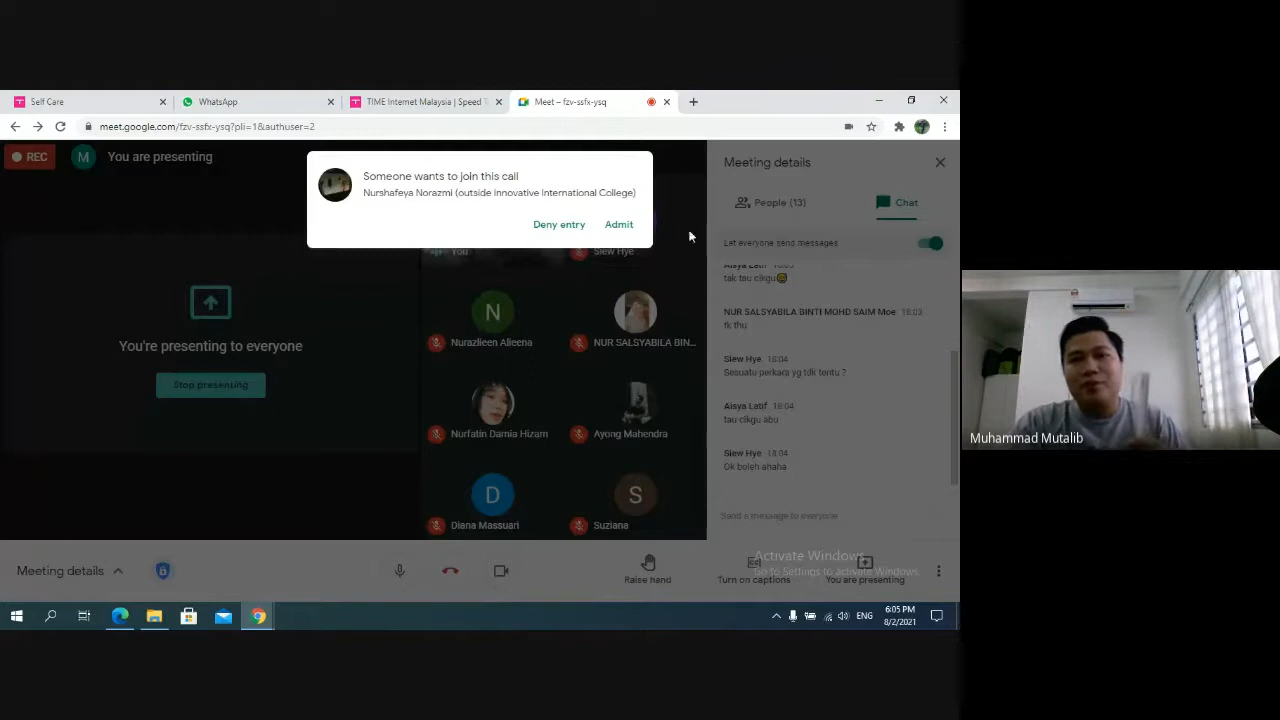 Self Care
WhatsApp
TIME Internet Malaysia | Speed T
Meet – fzv-ssfx-ysq
meet.google.com/fzv-ssfx-ysq?pli=1&authuser=2
REC
M
You are presenting
Someone wants to join this call
Nurshafeya Norazmi (outside Innovative International College)
Deny entry
Admit
You
Siew Hye
You're presenting to everyone
Stop presenting
N
Nurazlieen Alieena
NUR SALSYABILA BIN...
Nurfatin Damia Hizam
Ayong Mahendra
D
Diana Massuari
S
Suziana
Meeting details
People (13)
Chat
Let everyone send messages
Aisya Latif 18:03
tak tau cikgu😅
NUR SALSYABILA BINTI MOHD SAIM Moe 18:03
tk thu
Siew Hye 18:04
Sesuatu perkara yg tdk tentu ?
Aisya Latif 18:04
tau cikgu abu
Siew Hye 18:04
Ok boleh ahaha
Send a message to everyone
Meeting details
Raise hand
Turn on captions
You are presenting
Activate Windows
Go to Settings to activate Windows.
ENG
6:05 PM
8/2/2021
Muhammad Mutalib